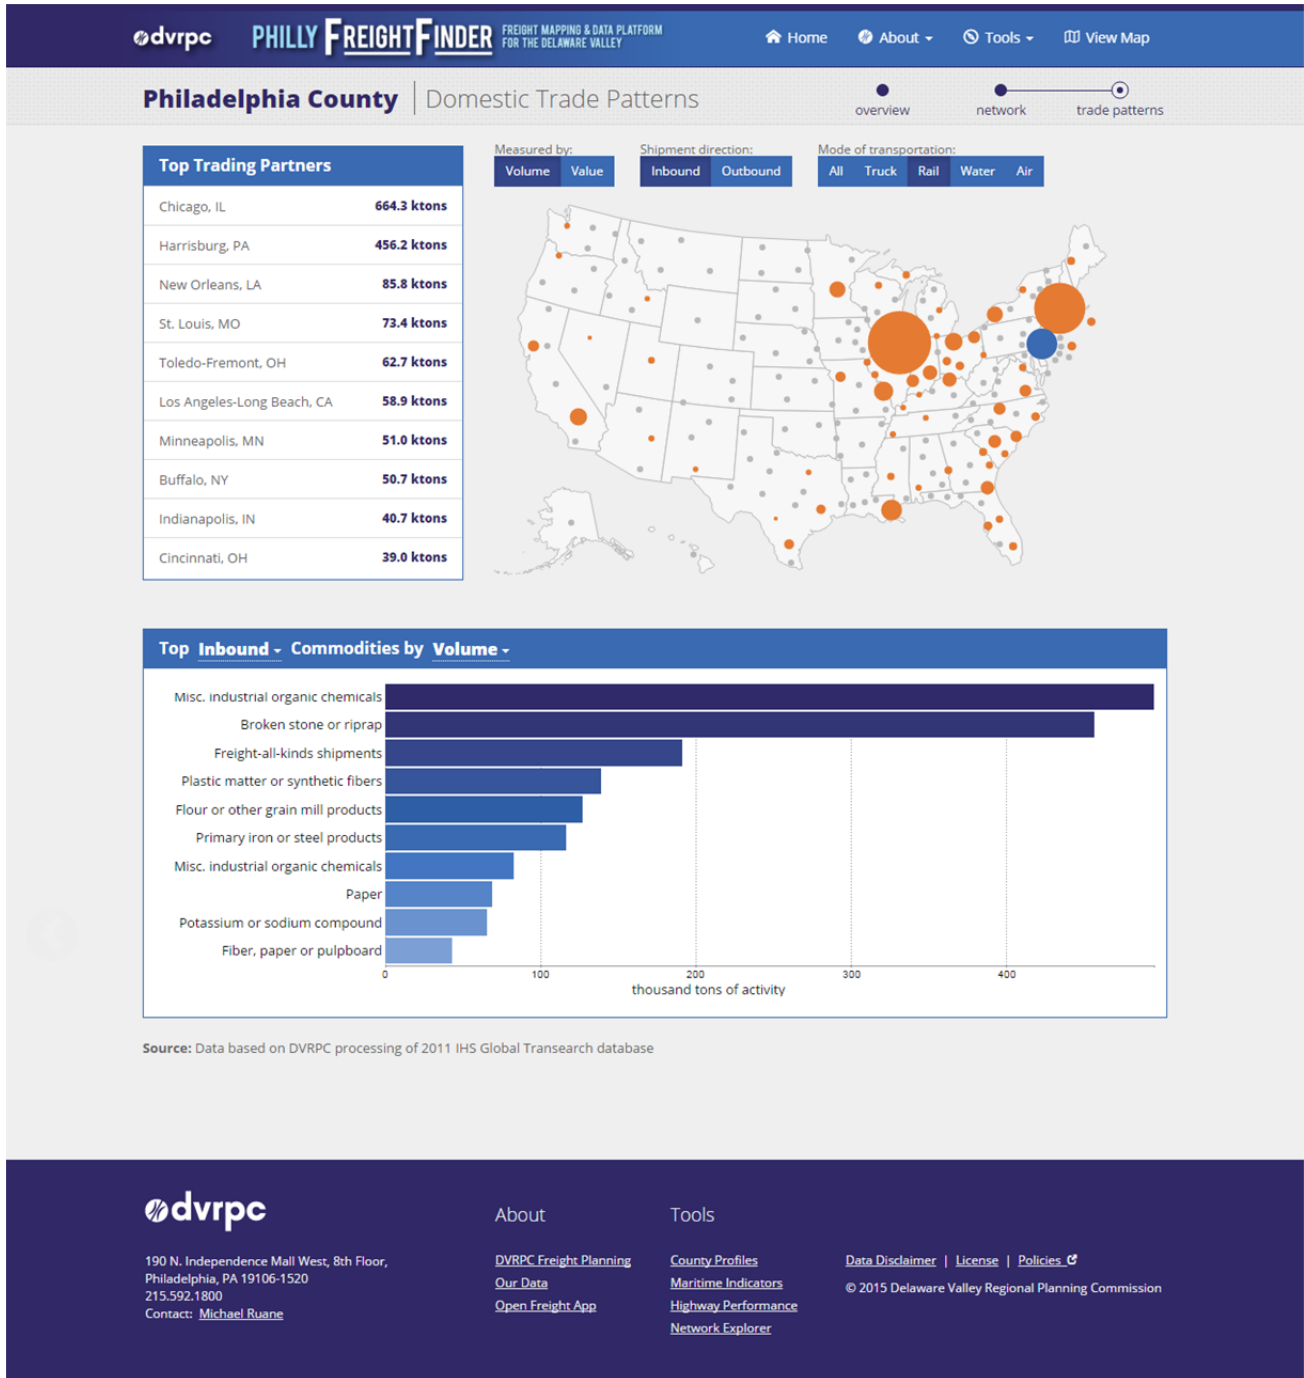 dvrpc
PHILLY FREIGHTFINDER
FREIGHT MAPPING & DATA PLATFORM
FOR THE DELAWARE VALLEY
Home
About
Tools
View Map
Philadelphia County
Domestic Trade Patterns
overview
network
trade patterns
Top Trading Partners
Chicago, IL 664.3 ktons
Harrisburg, PA 456.2 ktons
New Orleans, LA 85.8 ktons
St. Louis, MO 73.4 ktons
Toledo-Fremont, OH 62.7 ktons
Los Angeles-Long Beach, CA 58.9 ktons
Minneapolis, MN 51.0 ktons
Buffalo, NY 50.7 ktons
Indianapolis, IN 40.7 ktons
Cincinnati, OH 39.0 ktons
Measured by:
Volume Value
Shipment direction:
Inbound Outbound
Mode of transportation:
All Truck Rail Water Air
Top Inbound Commodities by Volume
Misc. industrial organic chemicals
Broken stone or riprap
Freight-all-kinds shipments
Plastic matter or synthetic fibers
Flour or other grain mill products
Primary iron or steel products
Misc. industrial organic chemicals
Paper
Potassium or sodium compound
Fiber, paper or pulpboard
0 100 200 300 400
thousand tons of activity
Source: Data based on DVRPC processing of 2011 IHS Global Transearch database
dvrpc
190 N. Independence Mall West, 8th Floor,
Philadelphia, PA 19106-1520
215.592.1800
Contact: Michael Ruane
About
DVRPC Freight Planning
Our Data
Open Freight App
Tools
County Profiles
Maritime Indicators
Highway Performance
Network Explorer
Data Disclaimer | License | Policies
© 2015 Delaware Valley Regional Planning Commission